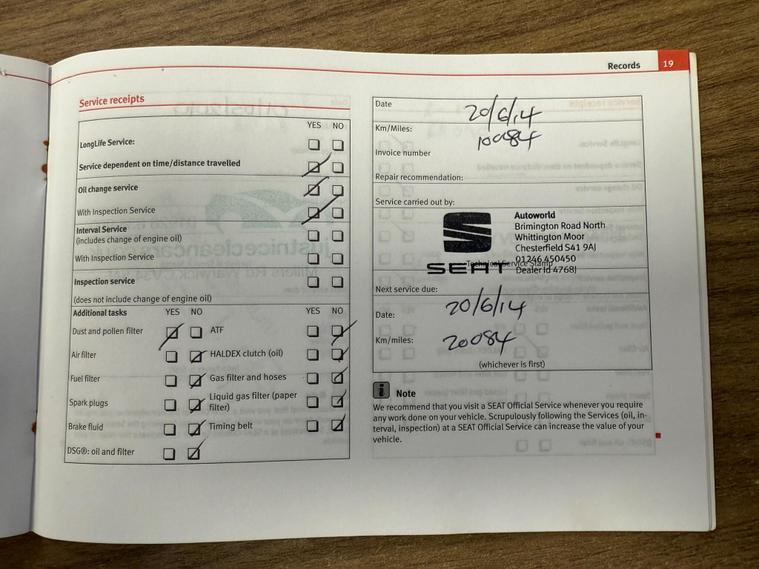 Records 19
Service receipts
YES NO
LongLife Service:
Service dependent on time/distance travelled
Oil change service
With Inspection Service
Interval Service
(includes change of engine oil)
With Inspection Service
Inspection service
(does not include change of engine oil)
Additional tasks YES NO YES NO
Dust and pollen filter ATF
Air filter HALDEX clutch (oil)
Fuel filter Gas filter and hoses
Spark plugs Liquid gas filter (paper
filter)
Brake fluid Timing belt
DSG®: oil and filter
Date 20/6/14
Km/Miles: 10084
Invoice number
Repair recommendation:
Service carried out by:
Autoworld
Brimington Road North
Whittington Moor
Chesterfield S41 9AJ
01246 450450
Dealer Id 4768J
SEAT
Technical Service Stamp
Next service due:
Date: 20/6/14
Km/miles: 20084
(whichever is first)
i Note
We recommend that you visit a SEAT Official Service whenever you require
any work done on your vehicle. Scrupulously following the Services (oil, in-
terval, inspection) at a SEAT Official Service can increase the value of your
vehicle.